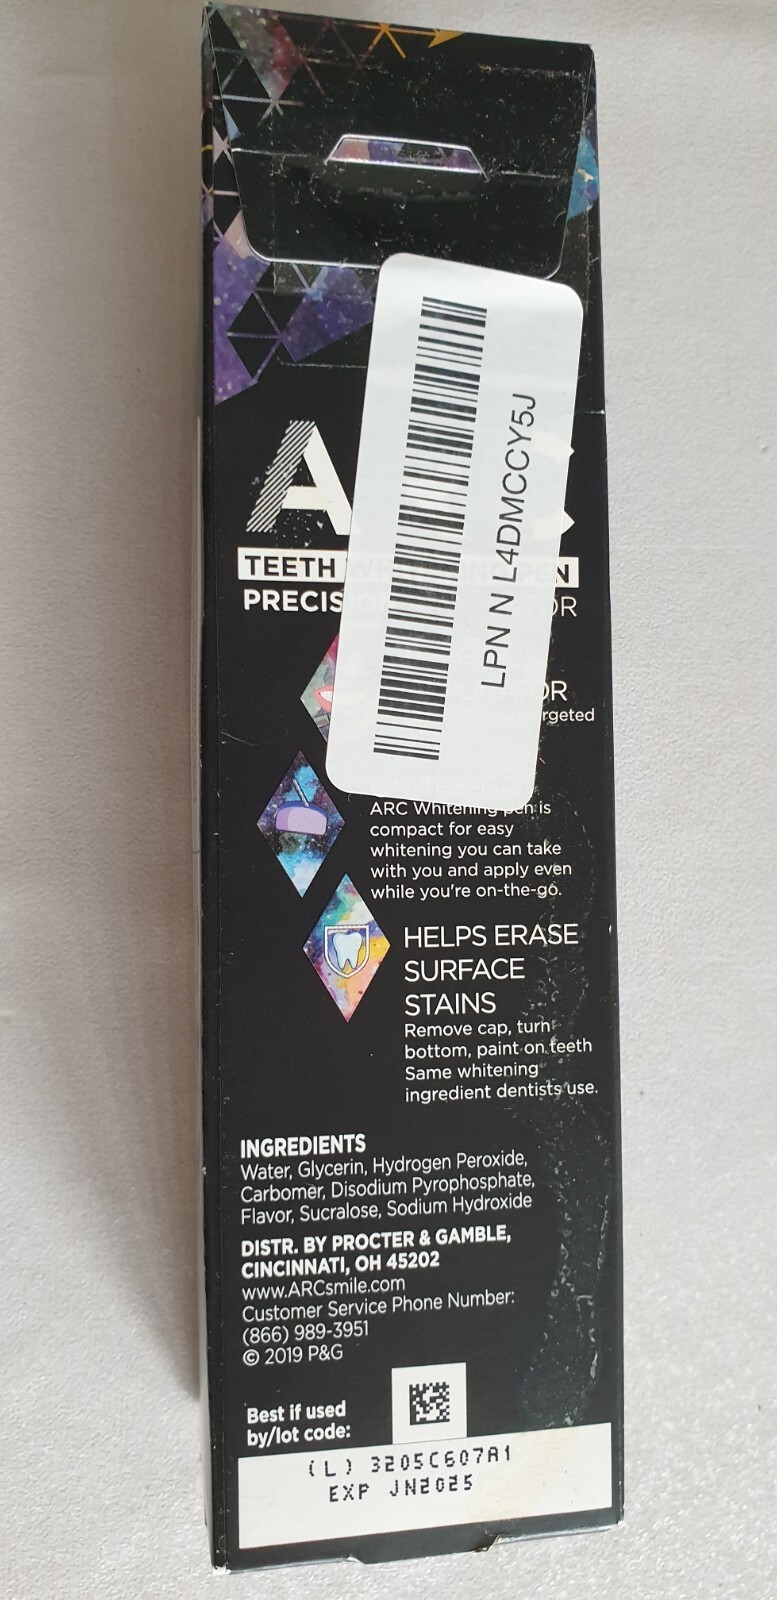 LPN N L4DMCCY5J
A C
TEETH WHITENING PEN
PRECIS OR
OR
rgeted
ARC Whitening pen is
compact for easy
whitening you can take
with you and apply even
while you're on-the-go.
HELPS ERASE
SURFACE
STAINS
Remove cap, turn
bottom, paint on teeth
Same whitening
ingredient dentists use.
INGREDIENTS
Water, Glycerin, Hydrogen Peroxide,
Carbomer, Disodium Pyrophosphate,
Flavor, Sucralose, Sodium Hydroxide
DISTR. BY PROCTER & GAMBLE,
CINCINNATI, OH 45202
www.ARCsmile.com
Customer Service Phone Number:
(866) 989-3951
© 2019 P&G
Best if used
by/lot code:
(L) 3205C607A1
EXP JN2025